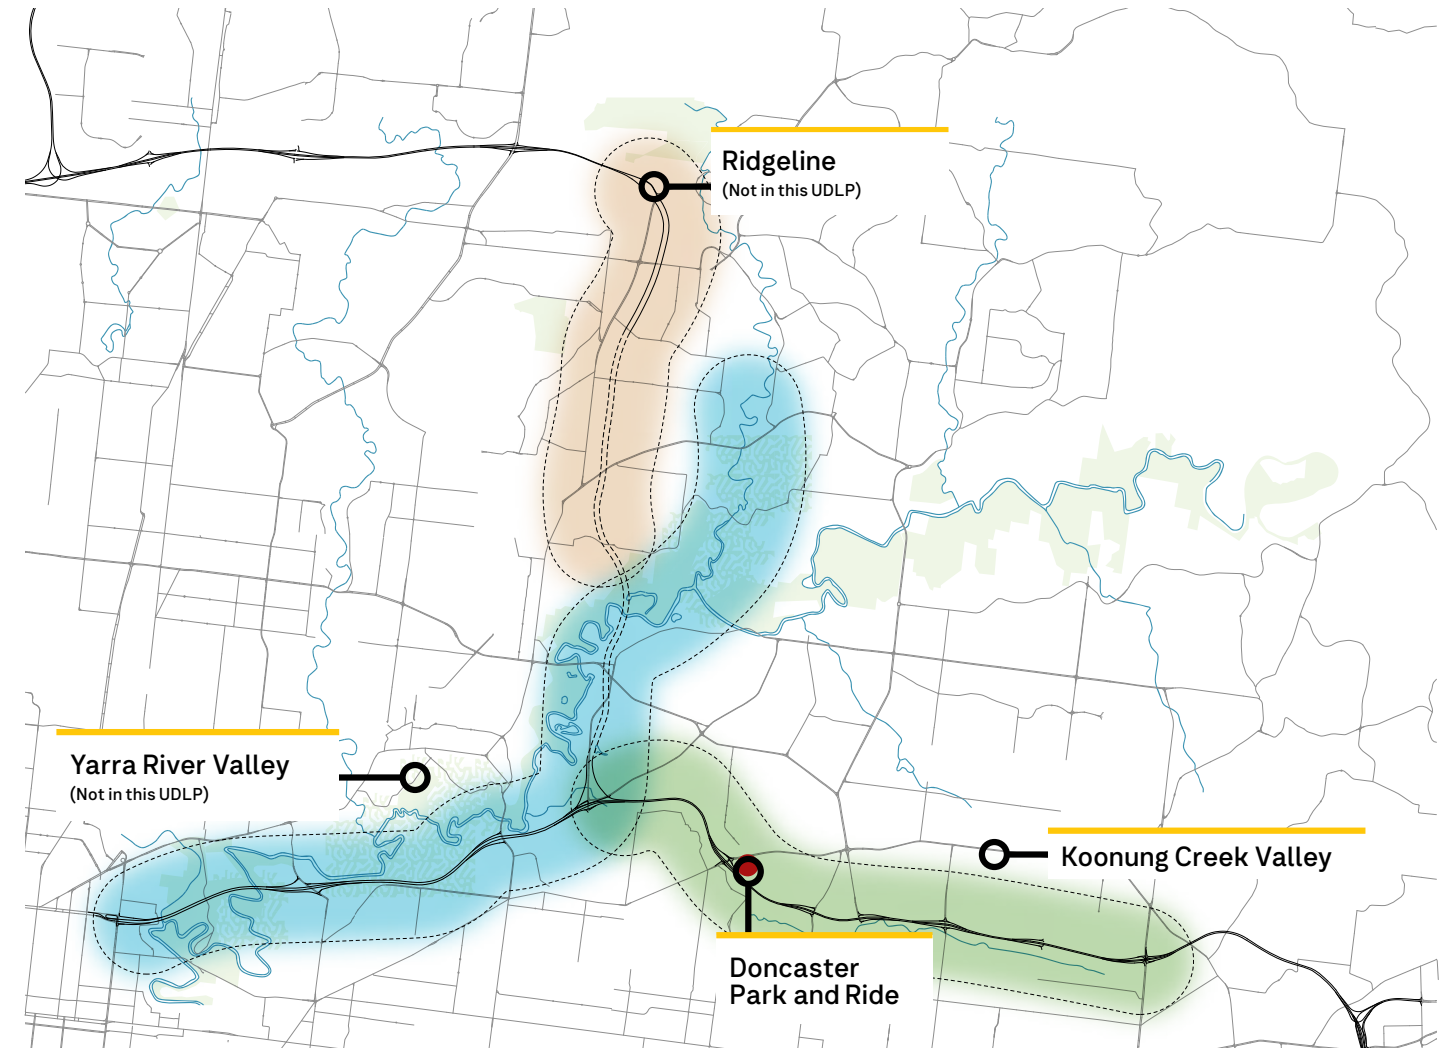 Ridgeline
(Not in this UDLP)
Yarra River Valley
(Not in this UDLP)
Koonung Creek Valley
Doncaster
Park and Ride